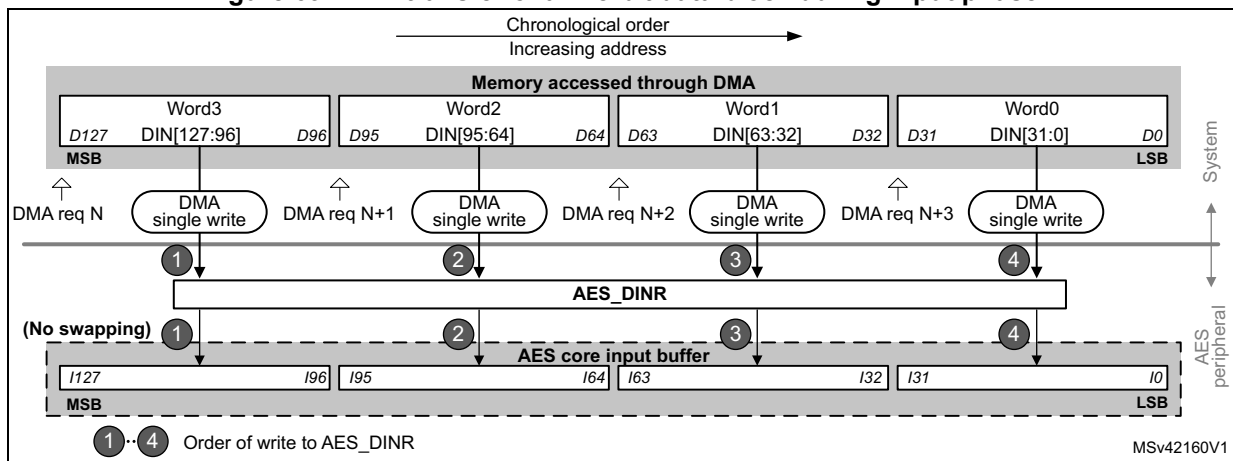 Chronological order
Increasing address
Memory accessed through DMA
Word3 Word2 Word1 Word0
D127 DIN[127:96] D96 D95 DIN[95:64] D64 D63 DIN[63:32] D32 D31 DIN[31:0] D0
MSB LSB
System
DMA req N DMA single write DMA req N+1 DMA single write DMA req N+2 DMA single write DMA req N+3 DMA single write
1 2 3 4
AES_DINR
(No swapping) 1 2 3 4
AES peripheral
AES core input buffer
I127 I96 I95 I64 I63 I32 I31 I0
MSB LSB
1··4 Order of write to AES_DINR
MSv42160V1